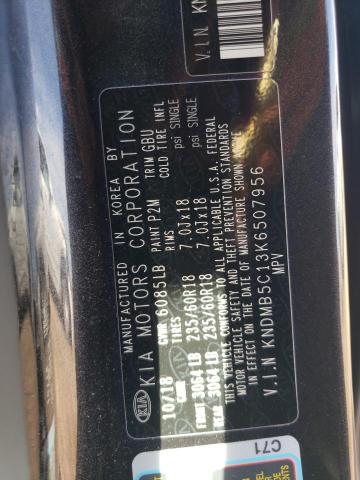 MANUFACTURED IN KOREA BY
KIA KIA MOTORS CORPORATION
PAINT P2M TRIM GBU
10/18 GVWR 6085LB
GAWR TIRES COLD TIRE INFL
FRONT 3064 LB 235/60R18 7.0Jx18 psi SINGLE
REAR 3064 LB 235/60R18 7.0Jx18 psi SINGLE
THIS VEHICLE CONFORMS TO ALL APPLICABLE U.S.A. FEDERAL
MOTOR VEHICLE SAFETY AND THEFT PREVENTION STANDARDS
IN EFFECT ON THE DATE OF MANUFACTURE SHOWN ABOVE.
V.I.N KNDMB5C13K6507956
MPV
V.I.N KN
C71